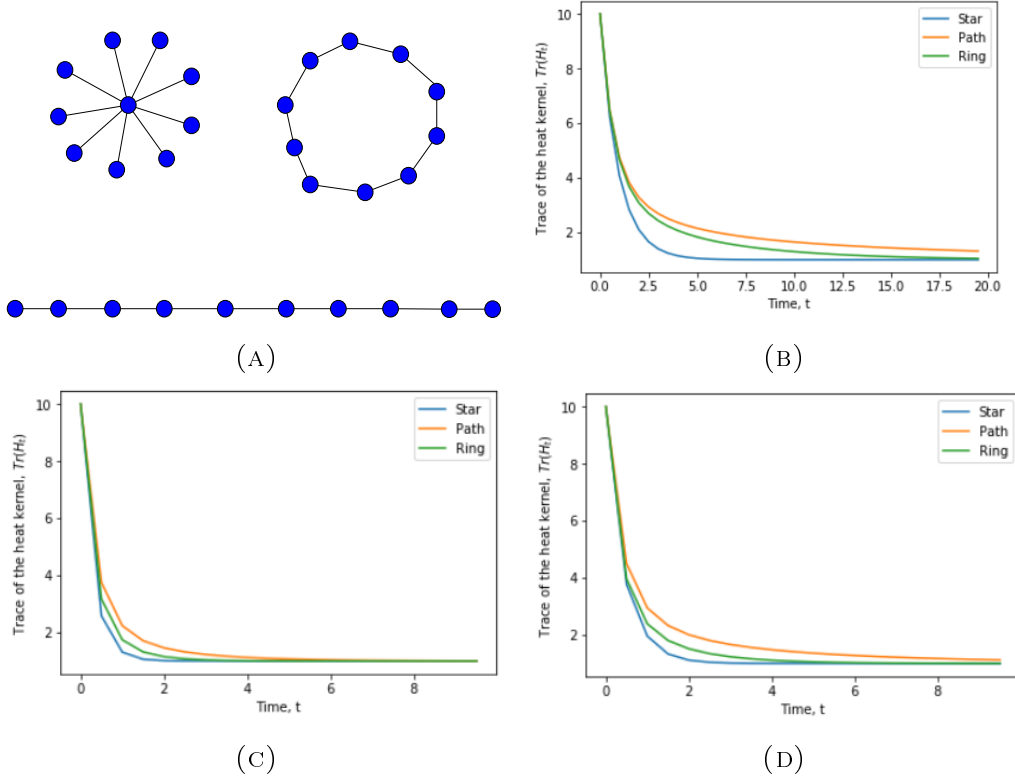 10
8
6
4
2
Trace of the heat kernel, Tr(Hₜ)
Star
Path
Ring
0.0 2.5 5.0 7.5 10.0 12.5 15.0 17.5 20.0
Time, t
(A)
(B)
10
8
6
4
2
Trace of the heat kernel, Tr(Hₜ)
Star
Path
Ring
0 2 4 6 8
Time, t
(C)
10
8
6
4
2
Trace of the heat kernel, Tr(Hₜ)
Star
Path
Ring
0 2 4 6 8
Time, t
(D)